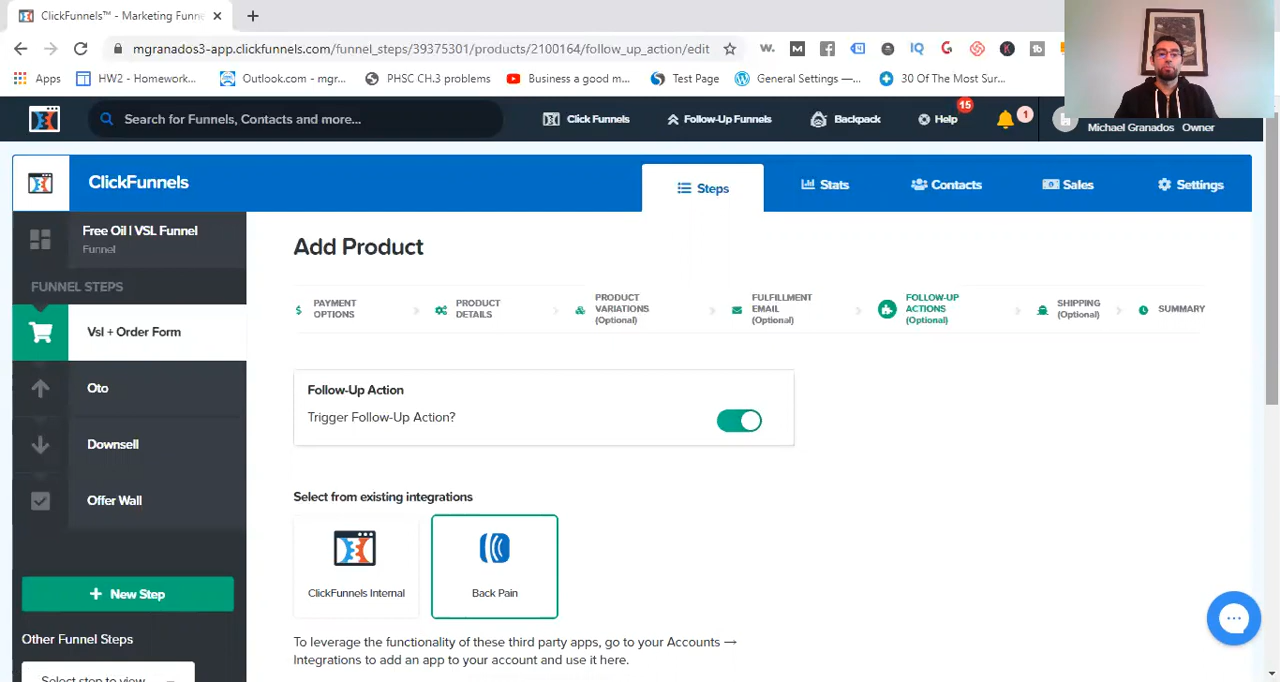 ClickFunnels™ - Marketing Funne
mgranados3-app.clickfunnels.com/funnel_steps/39375301/products/2100164/follow_up_action/edit
Apps
HW2 - Homework...
Outlook.com - mgr...
PHSC CH.3 problems
Business a good m...
Test Page
General Settings —...
30 Of The Most Sur...
Search for Funnels, Contacts and more...
Click Funnels
Follow-Up Funnels
Backpack
Help
15
1
Michael Granados Owner
ClickFunnels
Steps
Stats
Contacts
Sales
Settings
Free Oil | VSL Funnel
Funnel
FUNNEL STEPS
Vsl + Order Form
Oto
Downsell
Offer Wall
+ New Step
Other Funnel Steps
Select step to view
Add Product
PAYMENT
OPTIONS
PRODUCT
DETAILS
PRODUCT
VARIATIONS
(Optional)
FULFILLMENT
EMAIL
(Optional)
FOLLOW-UP
ACTIONS
(Optional)
SHIPPING
(Optional)
SUMMARY
Follow-Up Action
Trigger Follow-Up Action?
Select from existing integrations
ClickFunnels Internal
Back Pain
To leverage the functionality of these third party apps, go to your Accounts →
Integrations to add an app to your account and use it here.